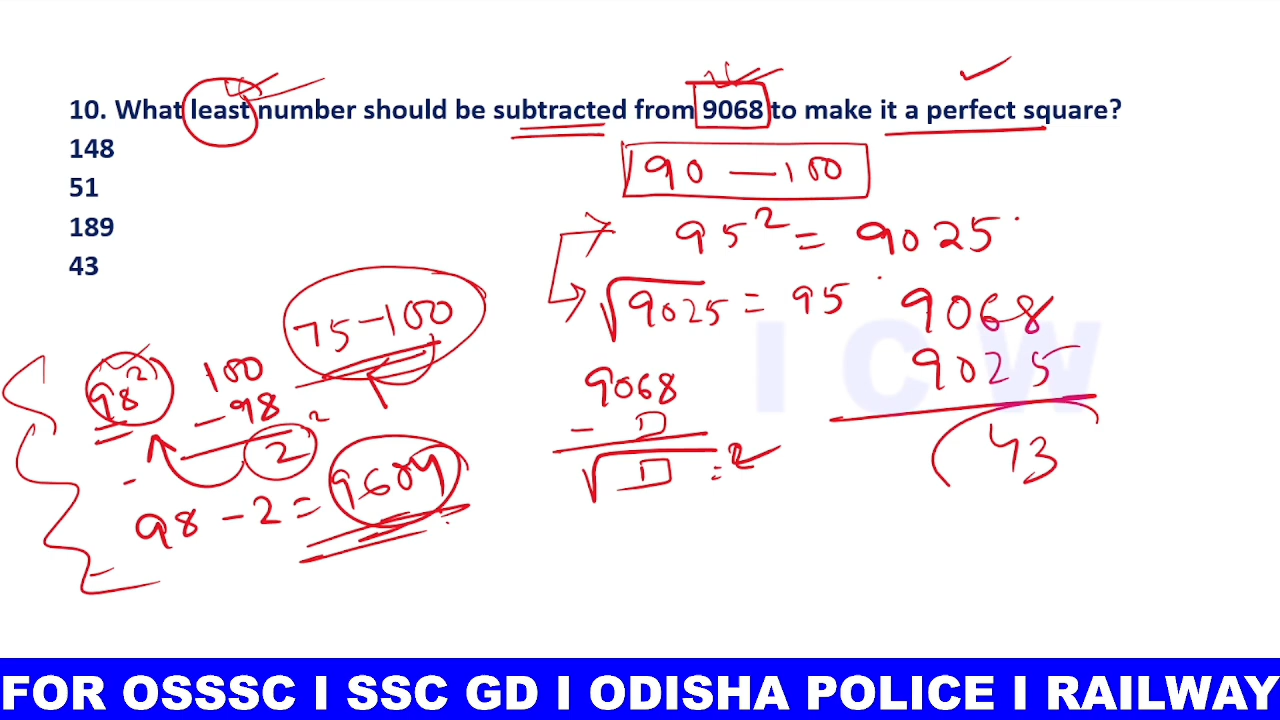 10. What least number should be subtracted from 9068 to make it a perfect square?
148
51
189
43
90 — 100
95² = 9025
√9025 = 95
9068
9025
43
75 – 100
98²
100
– 98
2²
98 – 2 = 9604
9068
– □
√□ = 2
I C W
FOR OSSSC I SSC GD I ODISHA POLICE I RAILWAY